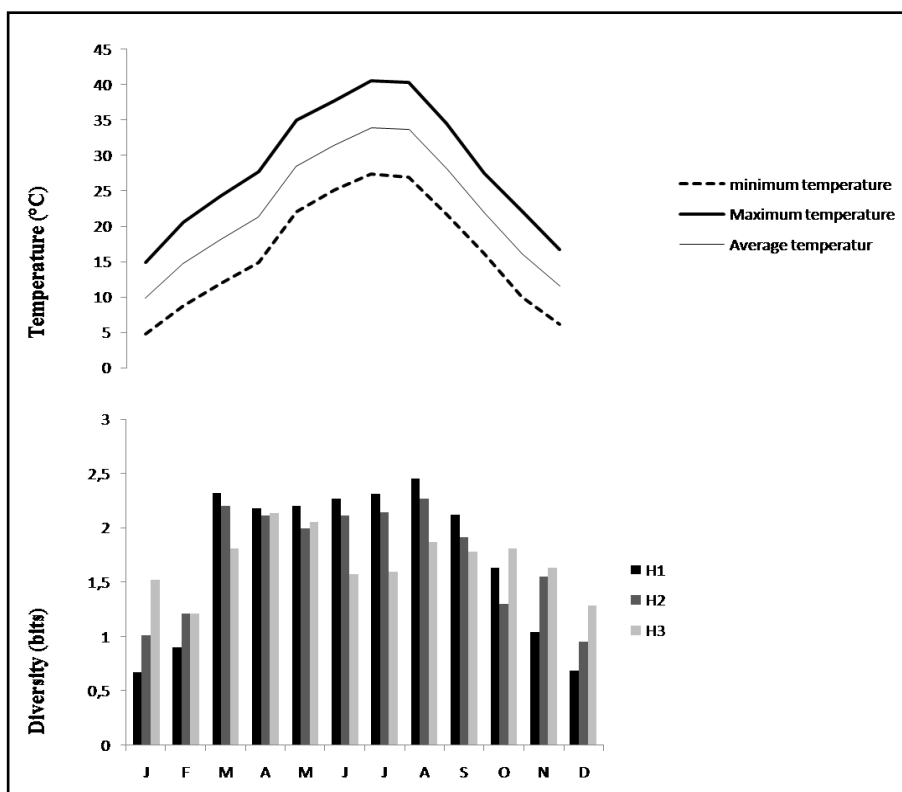 45
40
35
30
25
20
15
10
5
0
Temperature (°C)
minimum temperature
Maximum temperature
Average temperatur
3
2,5
2
1,5
1
0,5
0
Diversity (bits)
H1
H2
H3
J F M A M J J A S O N D